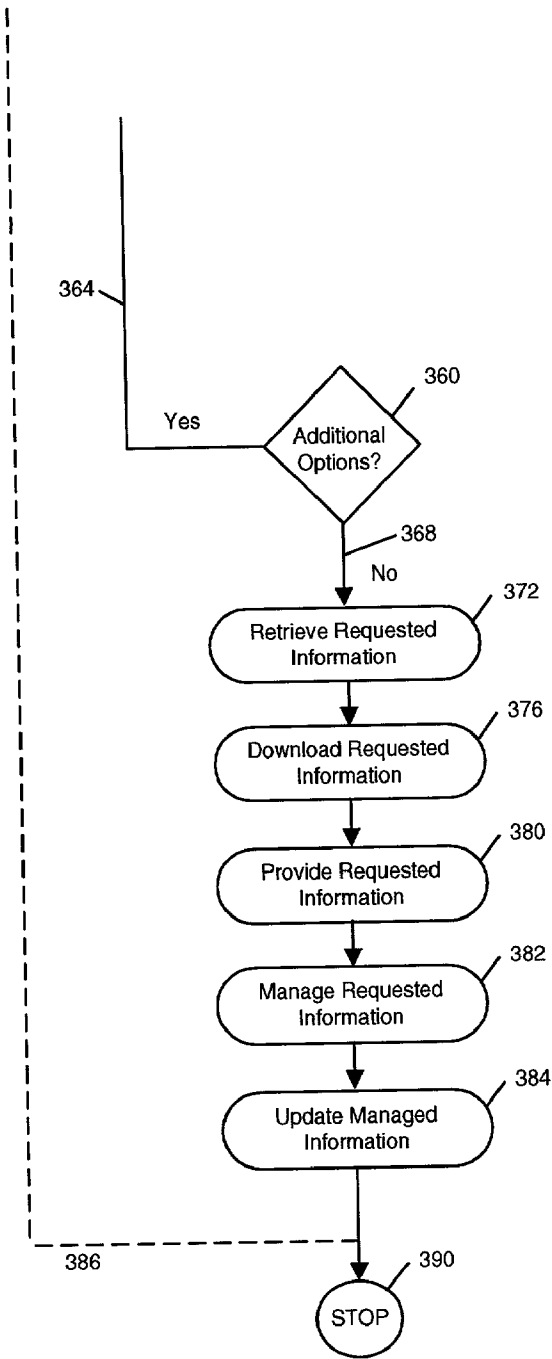 364
360
Yes
Additional
Options?
368
No
372
Retrieve Requested
Information
376
Download Requested
Information
380
Provide Requested
Information
382
Manage Requested
Information
384
Update Managed
Information
386
390
STOP